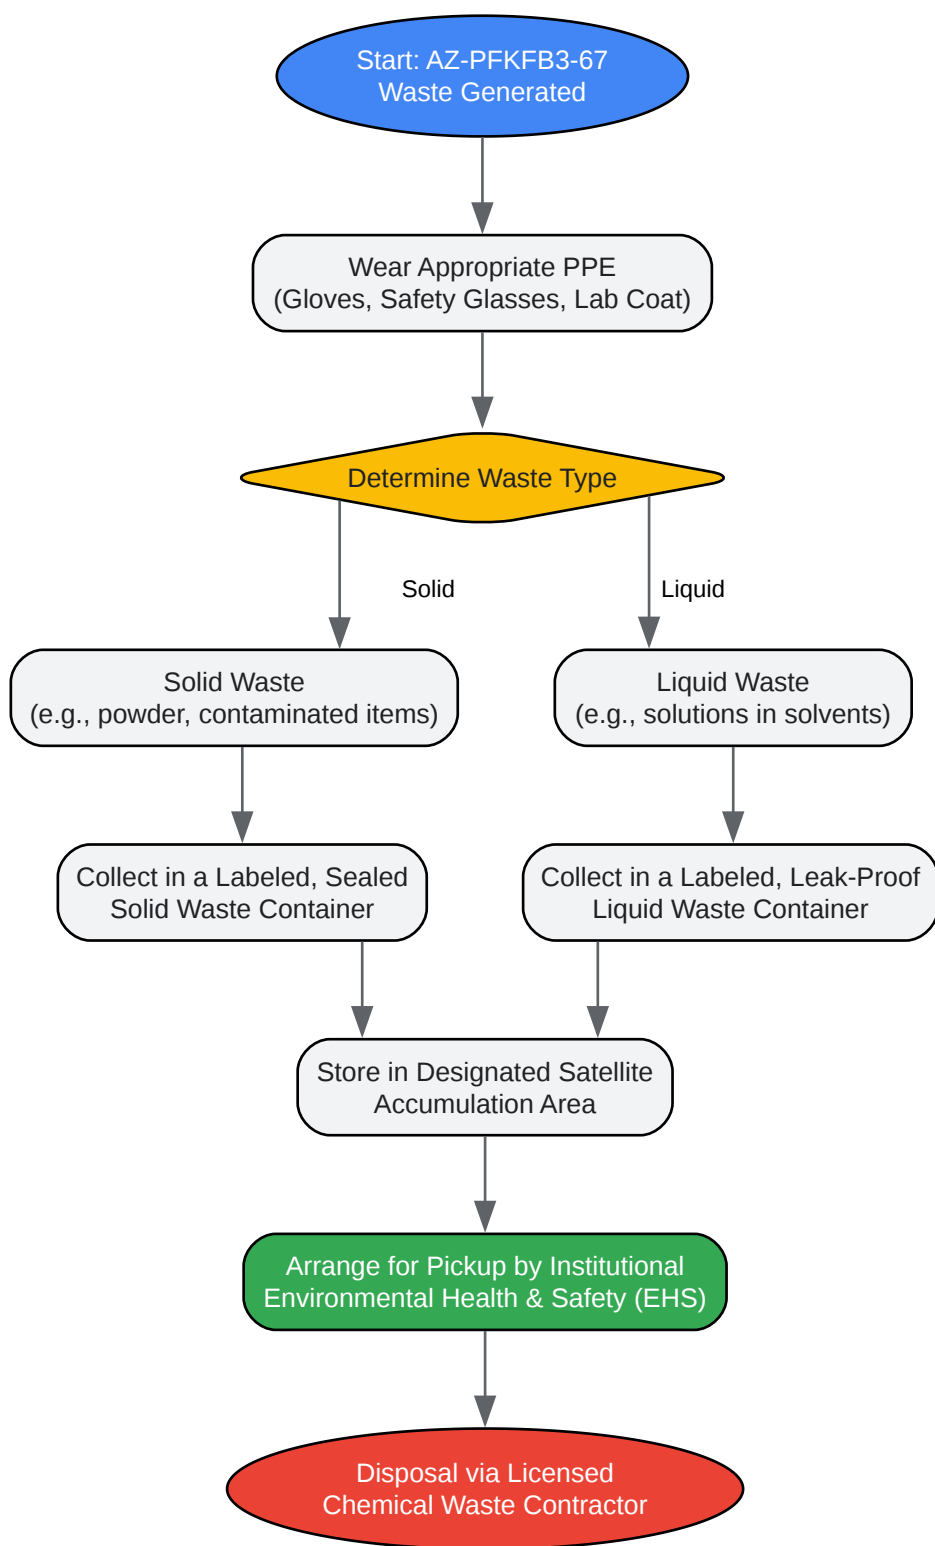 Start: AZ-PFKFB3-67
Waste Generated
Wear Appropriate PPE
(Gloves, Safety Glasses, Lab Coat)
Determine Waste Type
Solid
Liquid
Solid Waste
(e.g., powder, contaminated items)
Liquid Waste
(e.g., solutions in solvents)
Collect in a Labeled, Sealed
Solid Waste Container
Collect in a Labeled, Leak-Proof
Liquid Waste Container
Store in Designated Satellite
Accumulation Area
Arrange for Pickup by Institutional
Environmental Health & Safety (EHS)
Disposal via Licensed
Chemical Waste Contractor